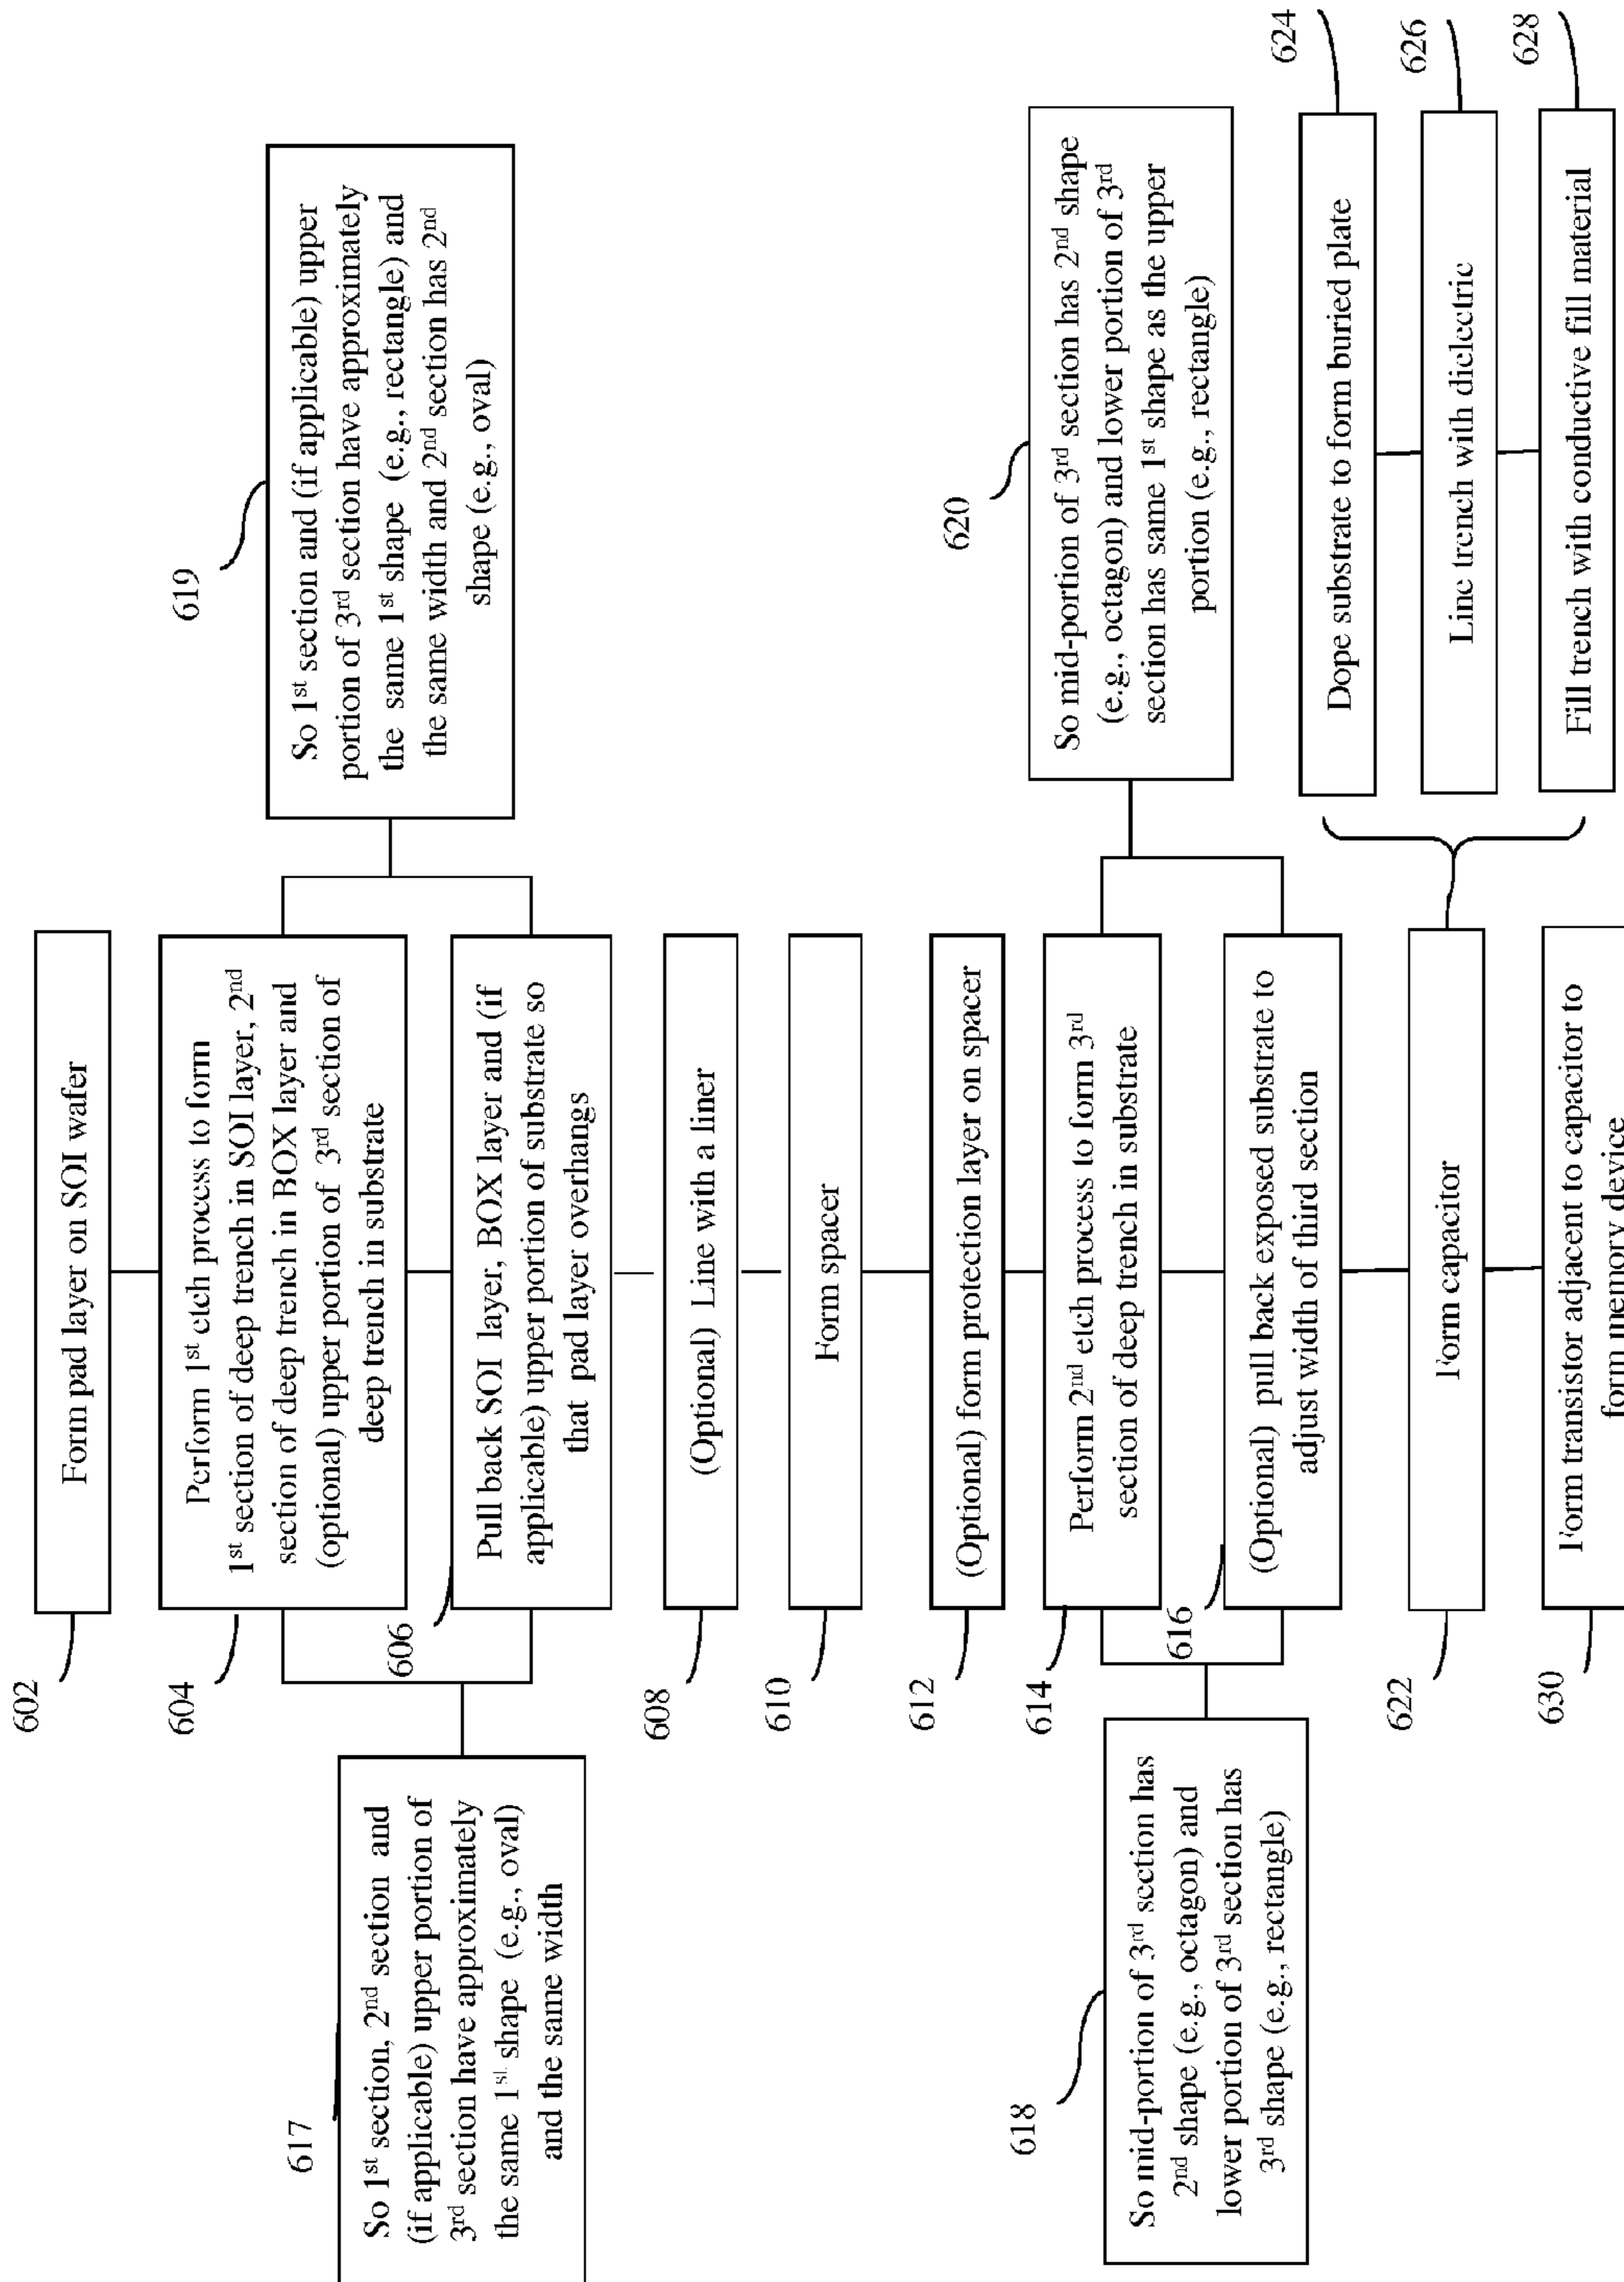 602
Form pad layer on SOI wafer
604
Perform 1st etch process to form
1st section of deep trench in SOI layer, 2nd
section of deep trench in BOX layer and
(optional) upper portion of 3rd section of
deep trench in substrate
606
Pull back SOI layer, BOX layer and (if
applicable) upper portion of substrate so
that pad layer overhangs
617
So 1st section, 2nd section and
(if applicable) upper portion of
3rd section have approximately
the same 1st shape (e.g., oval)
and the same width
619
So 1st section and (if applicable) upper
portion of 3rd section have approximately
the same 1st shape (e.g., rectangle) and
the same width and 2nd section has 2nd
shape (e.g., oval)
608
(Optional) Line with a liner
610
Form spacer
612
(Optional) form protection layer on spacer
614
Perform 2nd etch process to form 3rd
section of deep trench in substrate
616
(Optional) pull back exposed substrate to
adjust width of third section
618
So mid-portion of 3rd section has
2nd shape (e.g., octagon) and
lower portion of 3rd section has
3rd shape (e.g., rectangle)
620
So mid-portion of 3rd section has 2nd shape
(e.g., octagon) and lower portion of 3rd
section has same 1st shape as the upper
portion (e.g., rectangle)
622
Form capacitor
624
Dope substrate to form buried plate
626
Line trench with dielectric
628
Fill trench with conductive fill material
630
Form transistor adjacent to capacitor to
form memory device